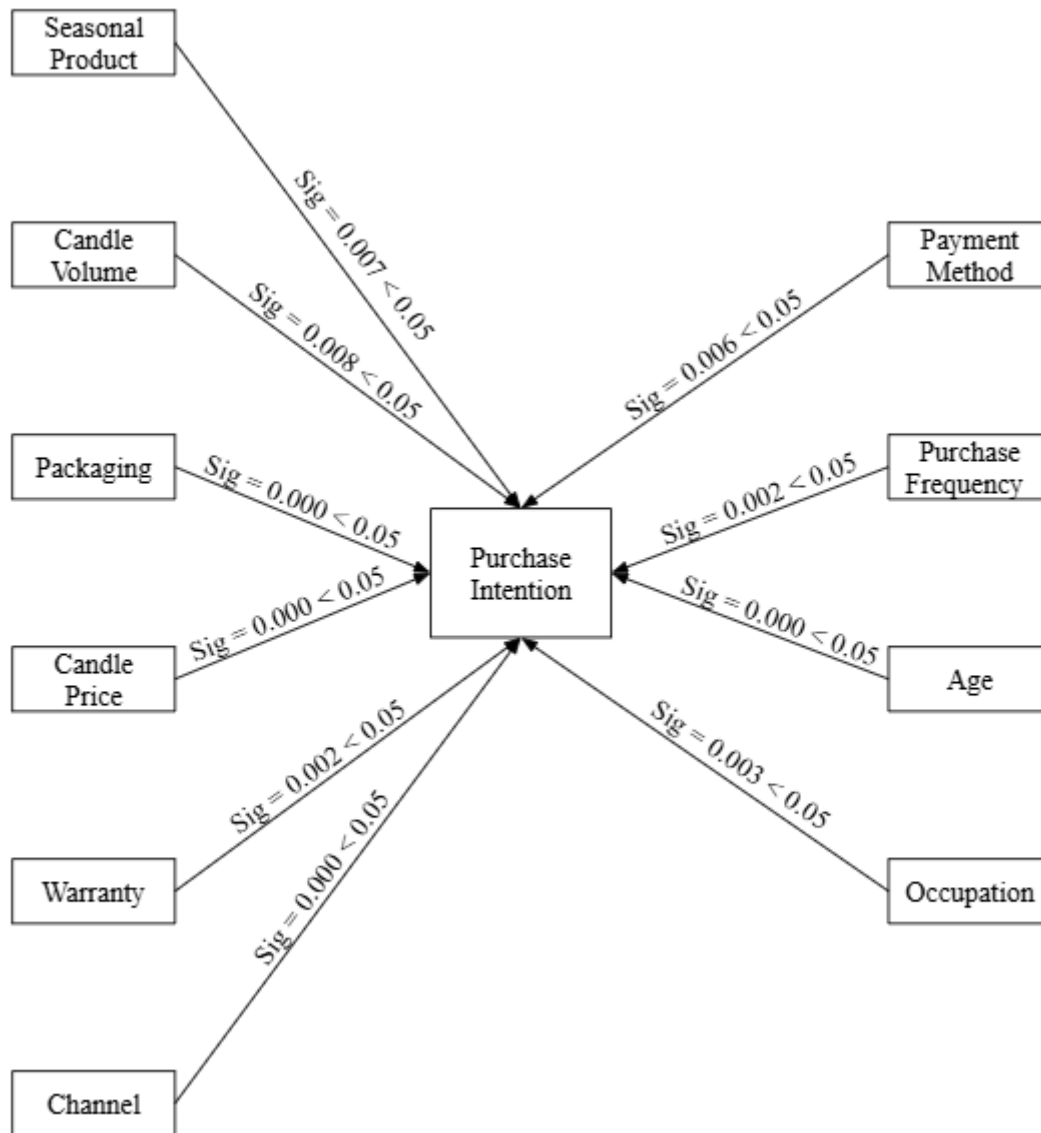 Seasonal
Product
Sig = 0.007 < 0.05
Candle
Volume
Sig = 0.008 < 0.05
Payment
Method
Sig = 0.006 < 0.05
Packaging
Sig = 0.000 < 0.05
Purchase
Frequency
Sig = 0.002 < 0.05
Purchase
Intention
Candle
Price
Sig = 0.000 < 0.05
Age
Sig = 0.000 < 0.05
Warranty
Sig = 0.002 < 0.05
Occupation
Sig = 0.003 < 0.05
Channel
Sig = 0.000 < 0.05